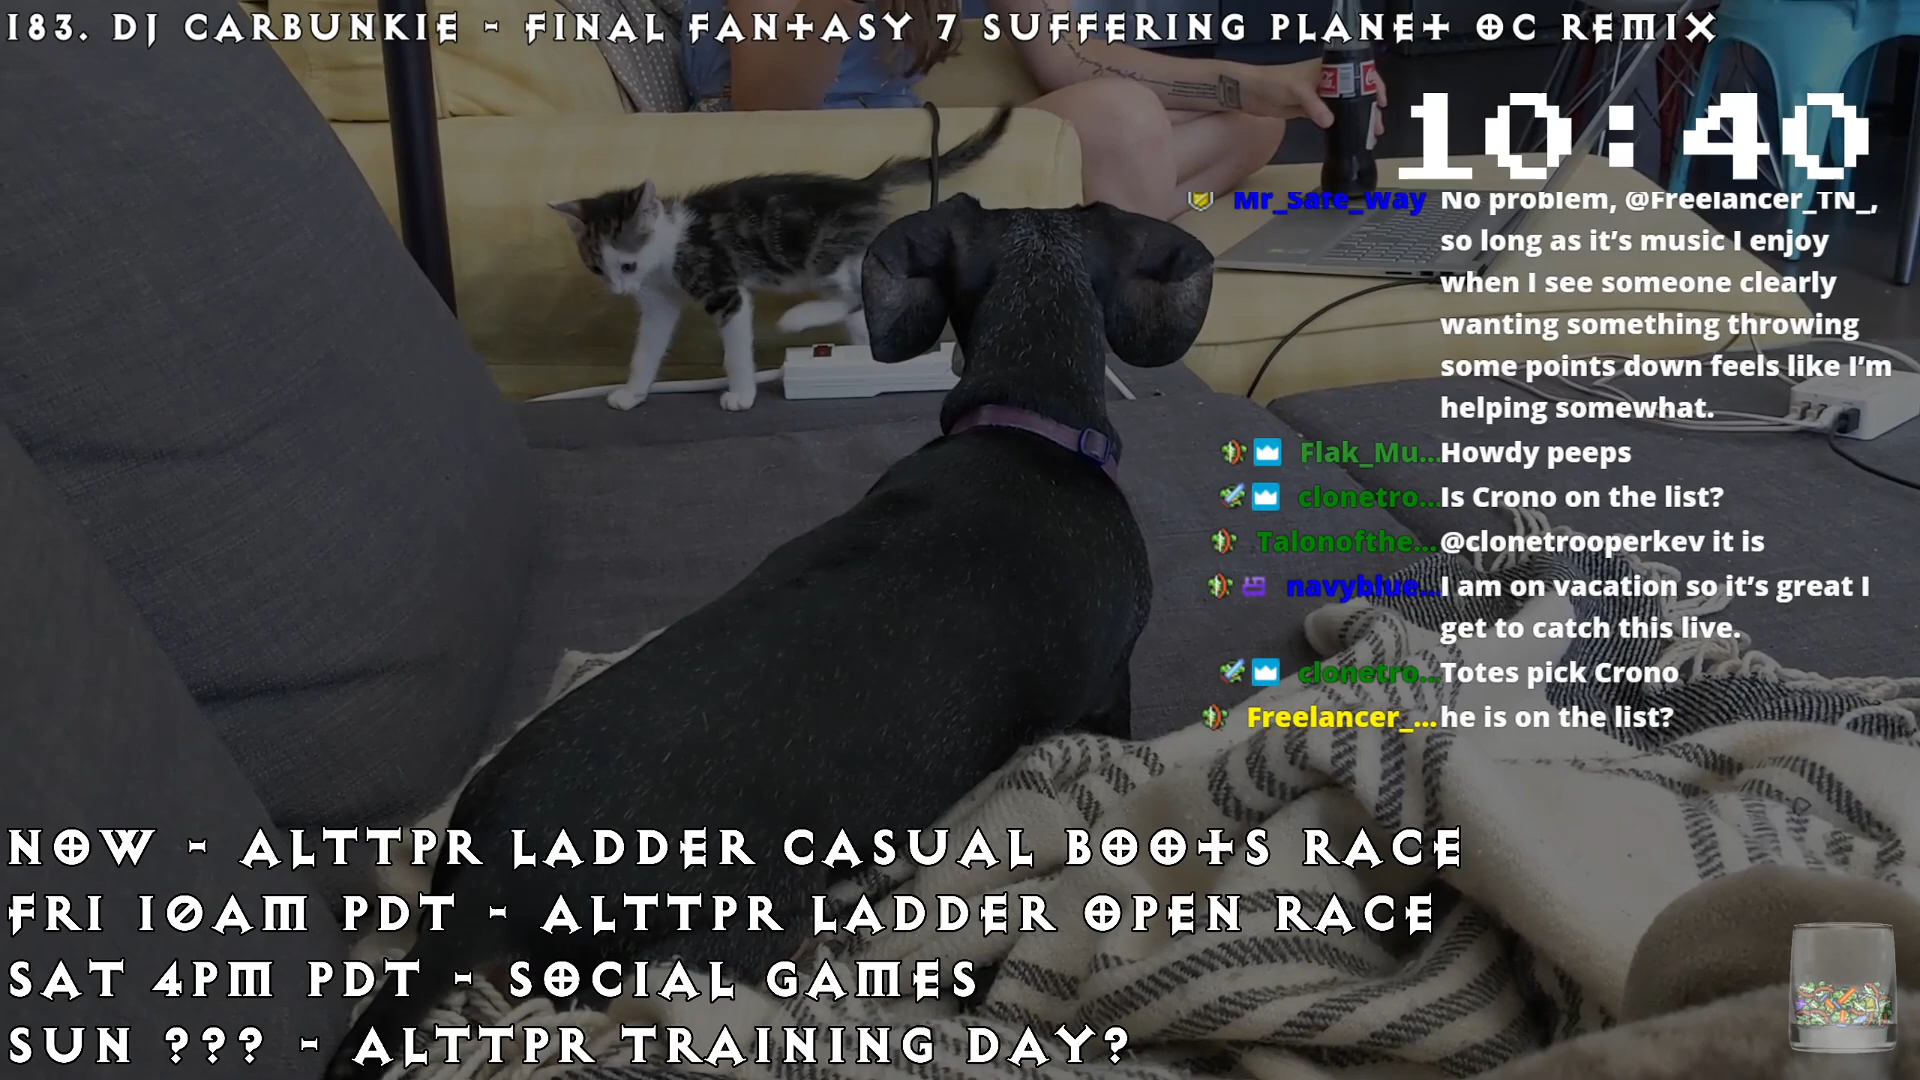 183. DJ CARBUNKIE - FINAL FANTASY 7 SUFFERING PLANET OC REMIX
10:40
Mr_Safe_Way No problem, @Freelancer_TN_,
so long as it's music I enjoy
when I see someone clearly
wanting something throwing
some points down feels like I'm
helping somewhat.
Flak_Mu... Howdy peeps
clonetro... Is Crono on the list?
Talonofthe... @clonetrooperkev it is
navyblue... I am on vacation so it's great I
get to catch this live.
clonetro... Totes pick Crono
Freelancer_... he is on the list?
NOW - ALTTPR LADDER CASUAL BOOTS RACE
FRI 10AM PDT - ALTTPR LADDER OPEN RACE
SAT 4PM PDT - SOCIAL GAMES
SUN ??? - ALTTPR TRAINING DAY?